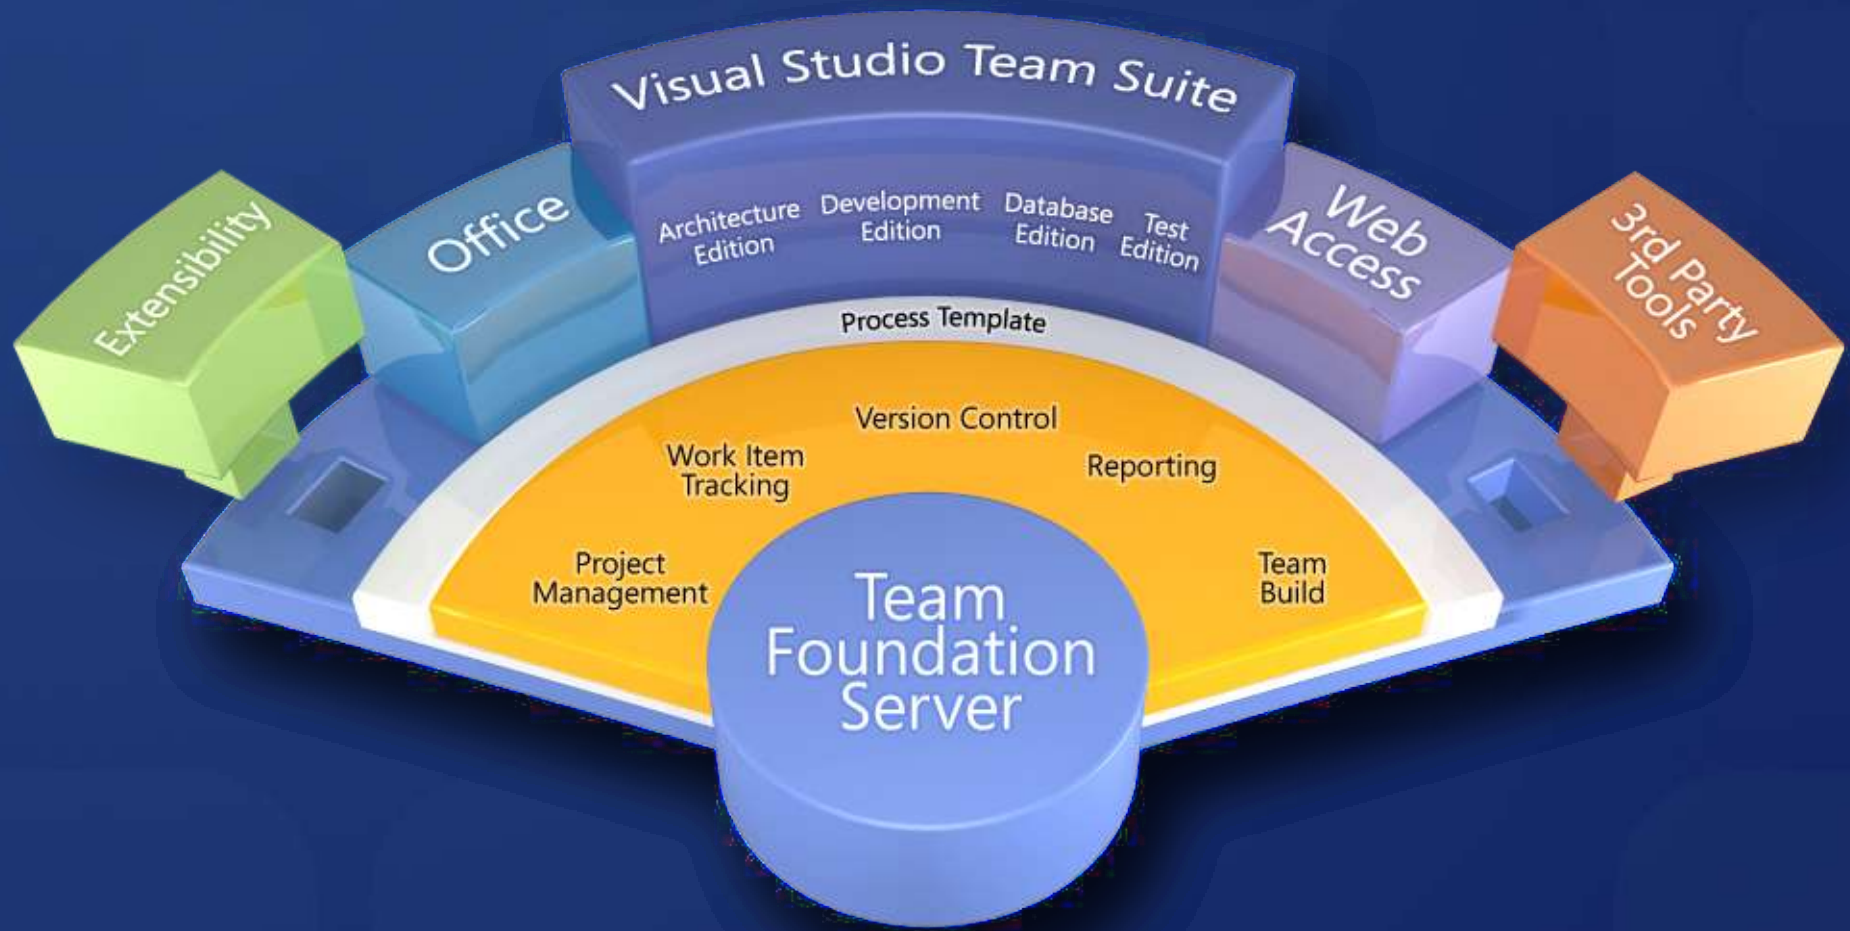 Visual Studio Team Suite
Extensibility
Office
Architecture
Edition
Development
Edition
Database
Edition
Test
Edition
Web
Access
3rd Party
Tools
Process Template
Version Control
Work Item
Tracking
Reporting
Project
Management
Team
Build
Team
Foundation
Server